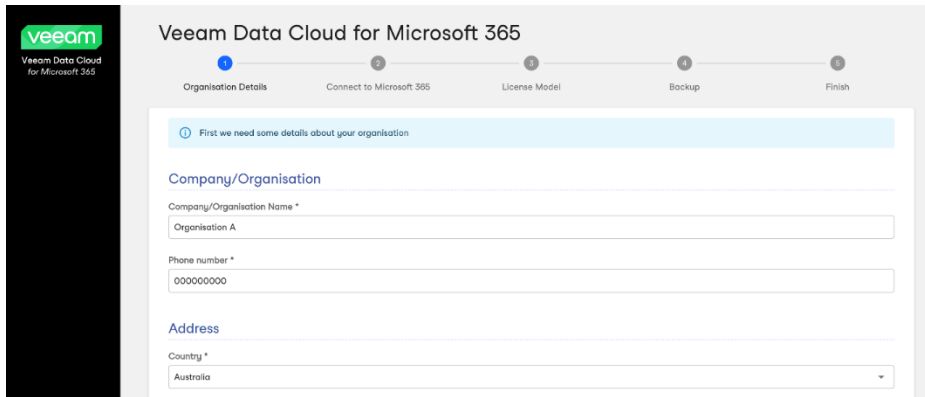 veeam
Veeam Data Cloud
for Microsoft 365
Veeam Data Cloud for Microsoft 365
1 2 3 4 5
Organisation Details Connect to Microsoft 365 License Model Backup Finish
First we need some details about your organisation
Company/Organisation
Company/Organisation Name *
Organisation A
Phone number *
000000000
Address
Country *
Australia